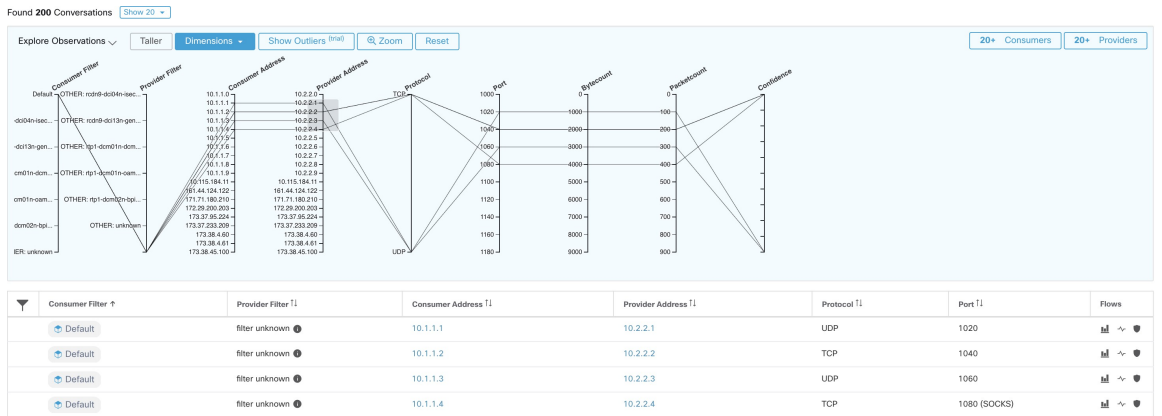 Found 200 Conversations Show 20
Explore Observations Taller Dimensions Show Outliers (trial) Zoom Reset 20+ Consumers 20+ Providers
Consumer Filter Provider Filter Consumer Address Provider Address Protocol Port Bytecount Packetcount Confidence
Default OTHER: rcdn9-dci04n-isec... 10.1.1.0 10.2.2.0 TCP 1000 0 0
10.1.1.1 10.2.2.1
10.1.1.2 10.2.2.2 1020 1000 100
-dci04n-isec... OTHER: rcdn9-dci13n-gen... 10.1.1.3 10.2.2.3
10.1.1.4 10.2.2.4 1040 2000 200
10.1.1.5 10.2.2.5
-dci13n-gen... OTHER: rtp1-dcm01n-dcm... 10.1.1.6 10.2.2.6 1060 3000 300
10.1.1.7 10.2.2.7
10.1.1.8 10.2.2.8 1080 4000 400
cm01n-dcm... OTHER: rtp1-dcm01n-oam... 10.1.1.9 10.2.2.9
10.115.184.11 10.115.184.11 1100 5000 500
161.44.124.122 161.44.124.122
cm01n-oam... OTHER: rtp1-dcm02n-bpi... 171.71.180.210 171.71.180.210 1120 6000 600
172.29.200.203 172.29.200.203
173.37.95.224 173.37.95.224 1140 7000 700
dcm02n-bpi... OTHER: unknown 173.37.233.209 173.37.233.209
173.38.4.60 173.38.4.60 1160 8000 800
173.38.4.61 173.38.4.61
IER: unknown 173.38.45.100 173.38.45.100 UDP 1180 9000 900
Consumer Filter Provider Filter Consumer Address Provider Address Protocol Port Flows
Default filter unknown 10.1.1.1 10.2.2.1 UDP 1020
Default filter unknown 10.1.1.2 10.2.2.2 TCP 1040
Default filter unknown 10.1.1.3 10.2.2.3 UDP 1060
Default filter unknown 10.1.1.4 10.2.2.4 TCP 1080 (SOCKS)